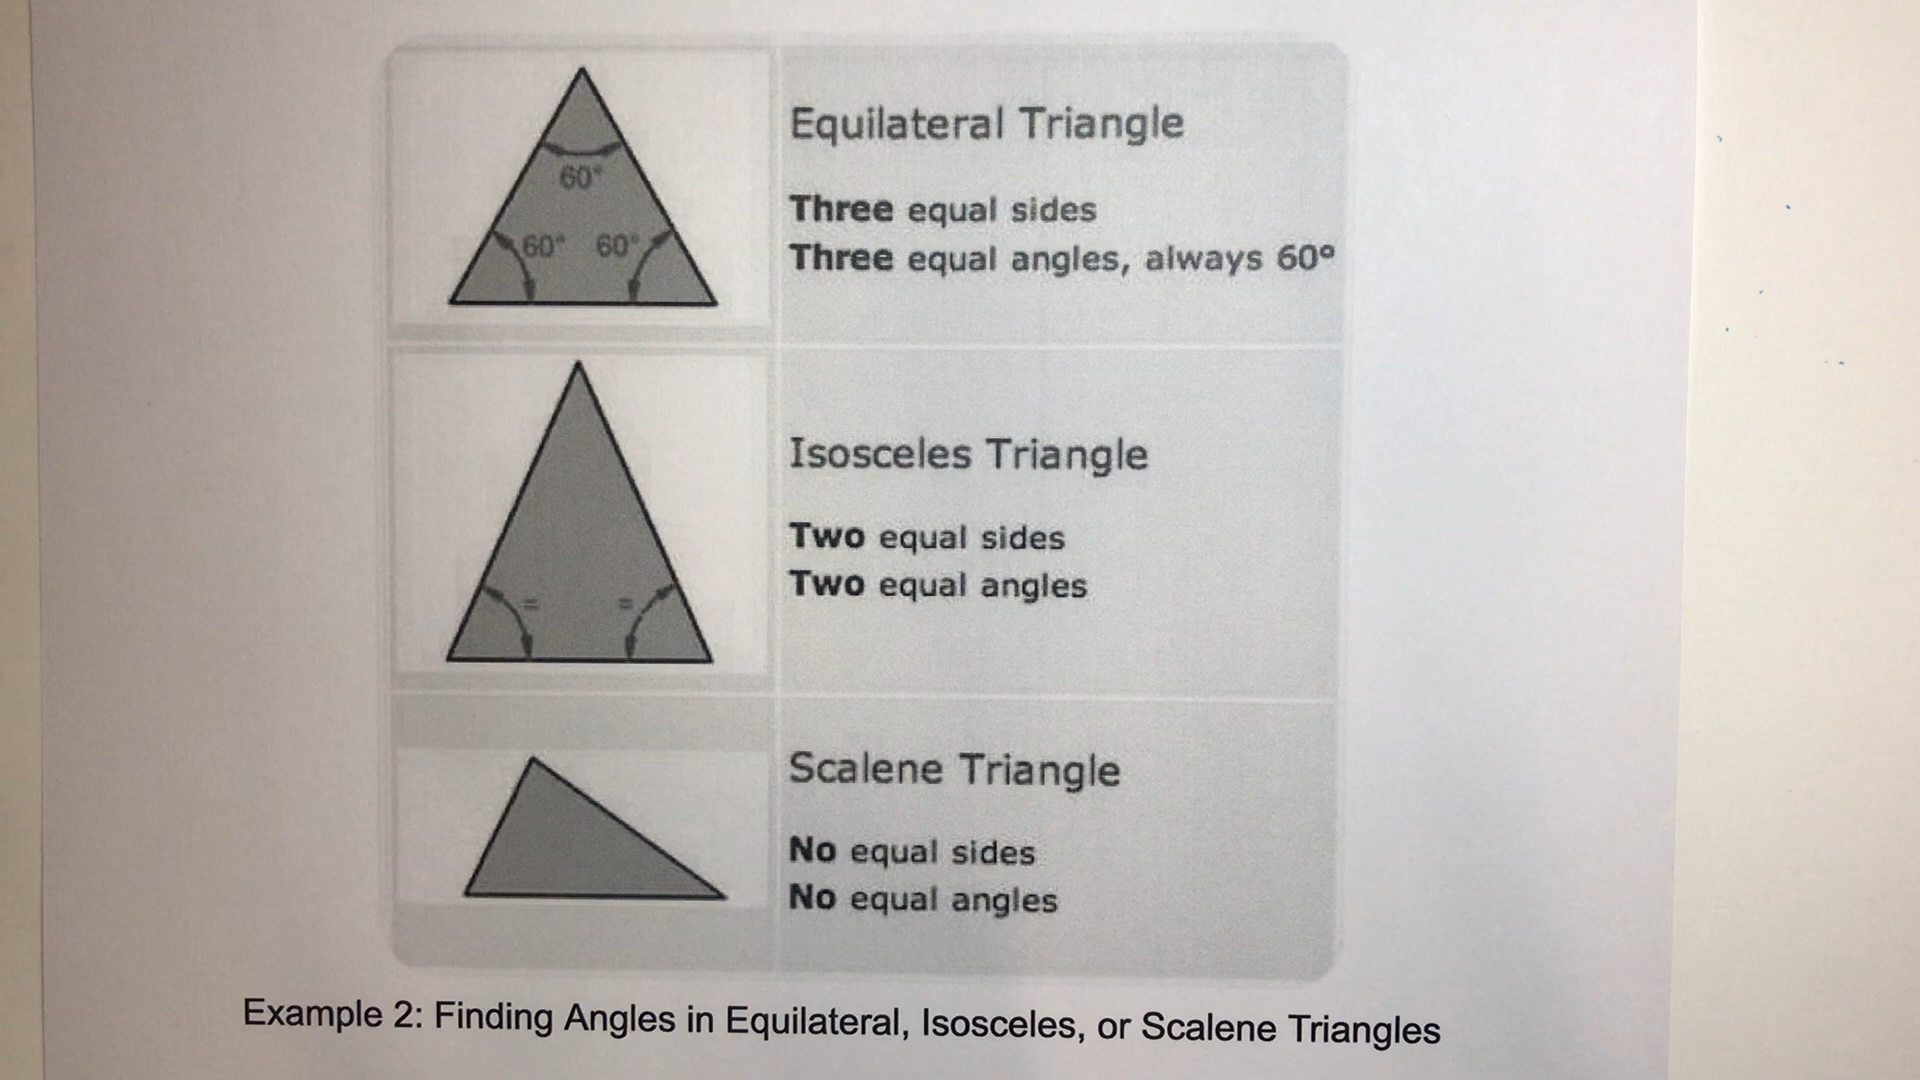 60°
60° 60°
Equilateral Triangle
Three equal sides
Three equal angles, always 60º
= =
Isosceles Triangle
Two equal sides
Two equal angles
Scalene Triangle
No equal sides
No equal angles
Example 2: Finding Angles in Equilateral, Isosceles, or Scalene Triangles